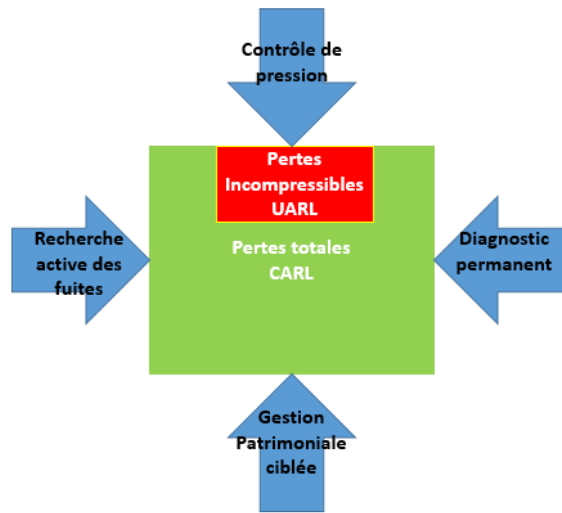 Contrôle de
pression
Pertes
Incompressibles
UARL
Recherche
active des
fuites
Pertes totales
CARL
Diagnostic
permanent
Gestion
Patrimoniale
ciblée